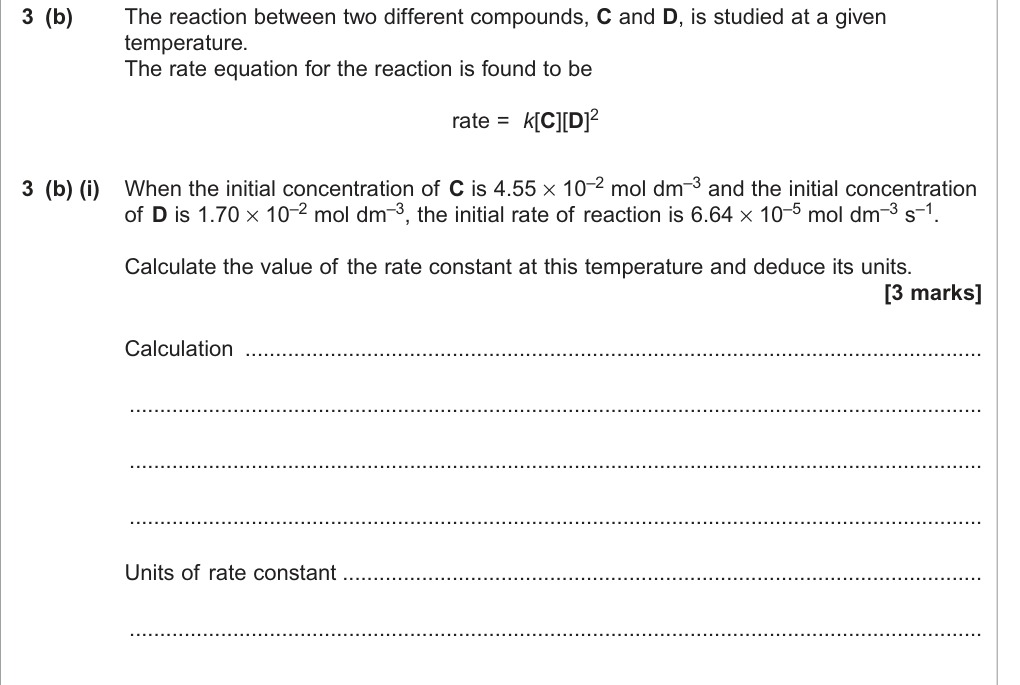 3 (b) The reaction between two different compounds, C and D, is studied at a given
temperature.
The rate equation for the reaction is found to be
rate = k[C][D]²
3 (b) (i) When the initial concentration of C is 4.55 × 10⁻² mol dm⁻³ and the initial concentration
of D is 1.70 × 10⁻² mol dm⁻³, the initial rate of reaction is 6.64 × 10⁻⁵ mol dm⁻³ s⁻¹.
Calculate the value of the rate constant at this temperature and deduce its units.
[3 marks]
Calculation
Units of rate constant